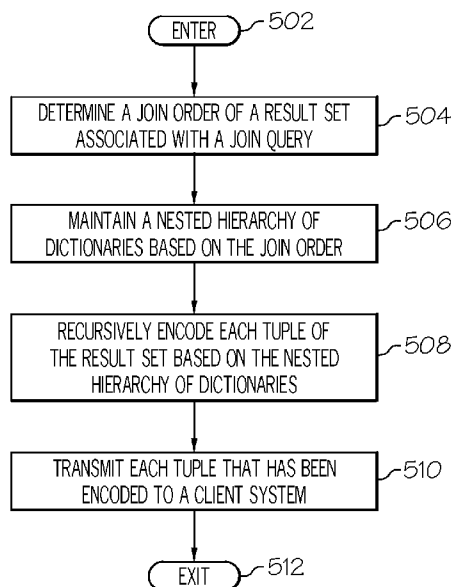 ENTER 502
DETERMINE A JOIN ORDER OF A RESULT SET
ASSOCIATED WITH A JOIN QUERY 504
MAINTAIN A NESTED HIERARCHY OF
DICTIONARIES BASED ON THE JOIN ORDER 506
RECURSIVELY ENCODE EACH TUPLE OF
THE RESULT SET BASED ON THE NESTED 508
HIERARCHY OF DICTIONARIES
TRANSMIT EACH TUPLE THAT HAS BEEN 510
ENCODED TO A CLIENT SYSTEM
EXIT 512